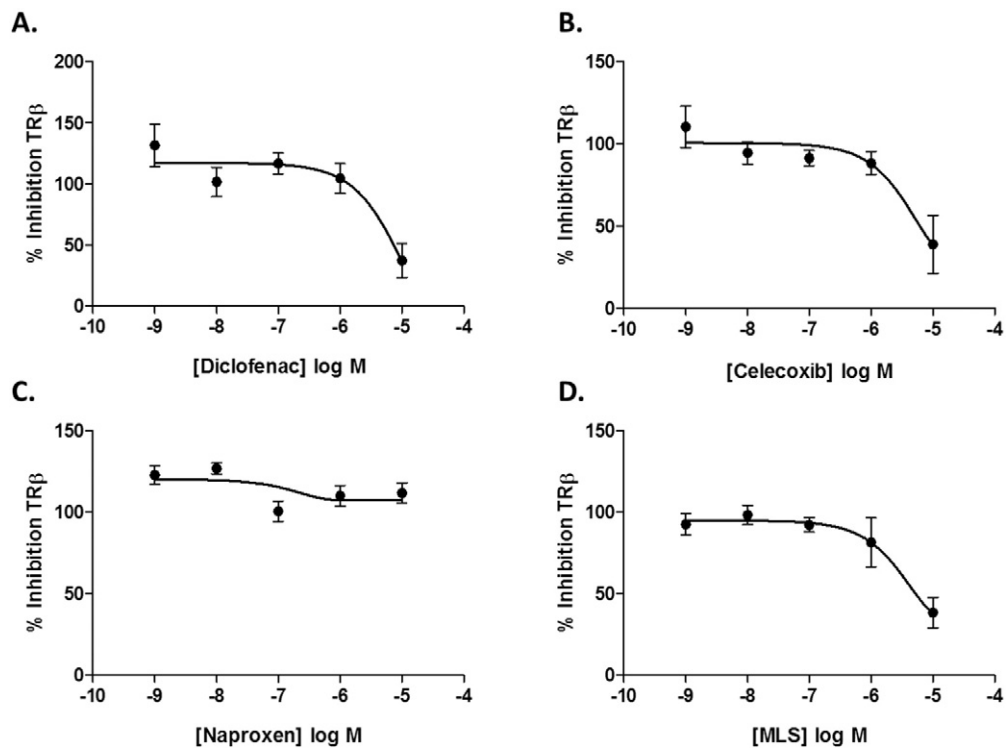 A.
% Inhibition TRβ
200
150
100
50
0
-10 -9 -8 -7 -6 -5 -4
[Diclofenac] log M
B.
% Inhibition TRβ
150
100
50
0
-10 -9 -8 -7 -6 -5 -4
[Celecoxib] log M
C.
% Inhibition TRβ
150
100
50
0
-10 -9 -8 -7 -6 -5 -4
[Naproxen] log M
D.
% Inhibition TRβ
150
100
50
0
-10 -9 -8 -7 -6 -5 -4
[MLS] log M